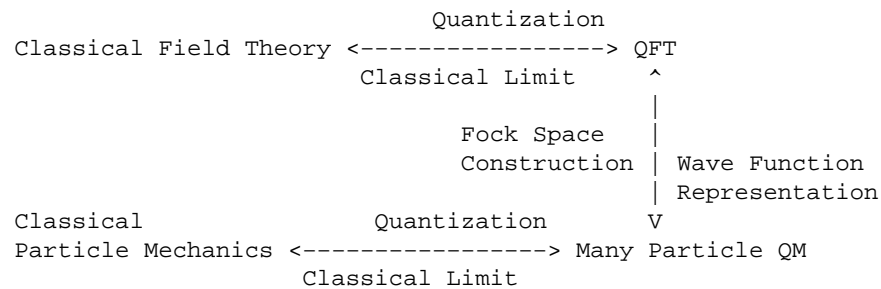 Quantization
Classical Field Theory <-----------------> QFT
Classical Limit ^
|
Fock Space |
Construction | Wave Function
| Representation
Classical Quantization V
Particle Mechanics <-----------------> Many Particle QM
Classical Limit